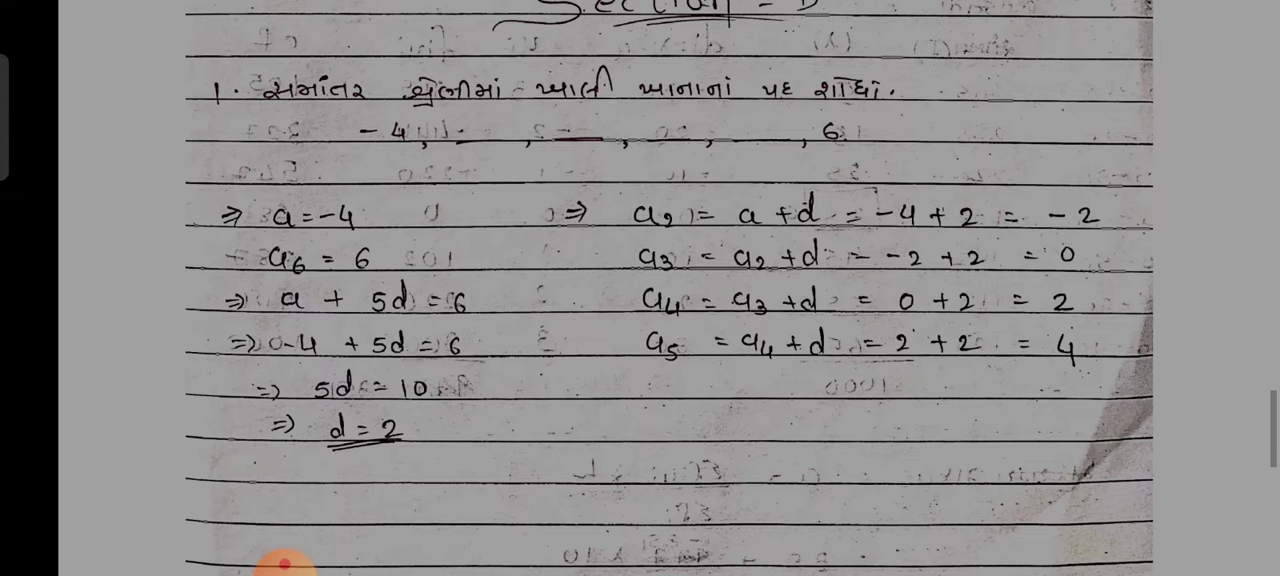 Section - D
1. સમાંતર શ્રેણીમાં ખાલી ખાનાનાં પદ શોધો.
- 4, ___, ___, ___, ___, 6.
⇒ a = -4
a6 = 6
⇒ a + 5d = 6
⇒ -4 + 5d = 6
⇒ 5d = 10
⇒ d = 2
⇒ a2 = a + d = -4 + 2 = -2
a3 = a2 + d = -2 + 2 = 0
a4 = a3 + d = 0 + 2 = 2
a5 = a4 + d = 2 + 2 = 4